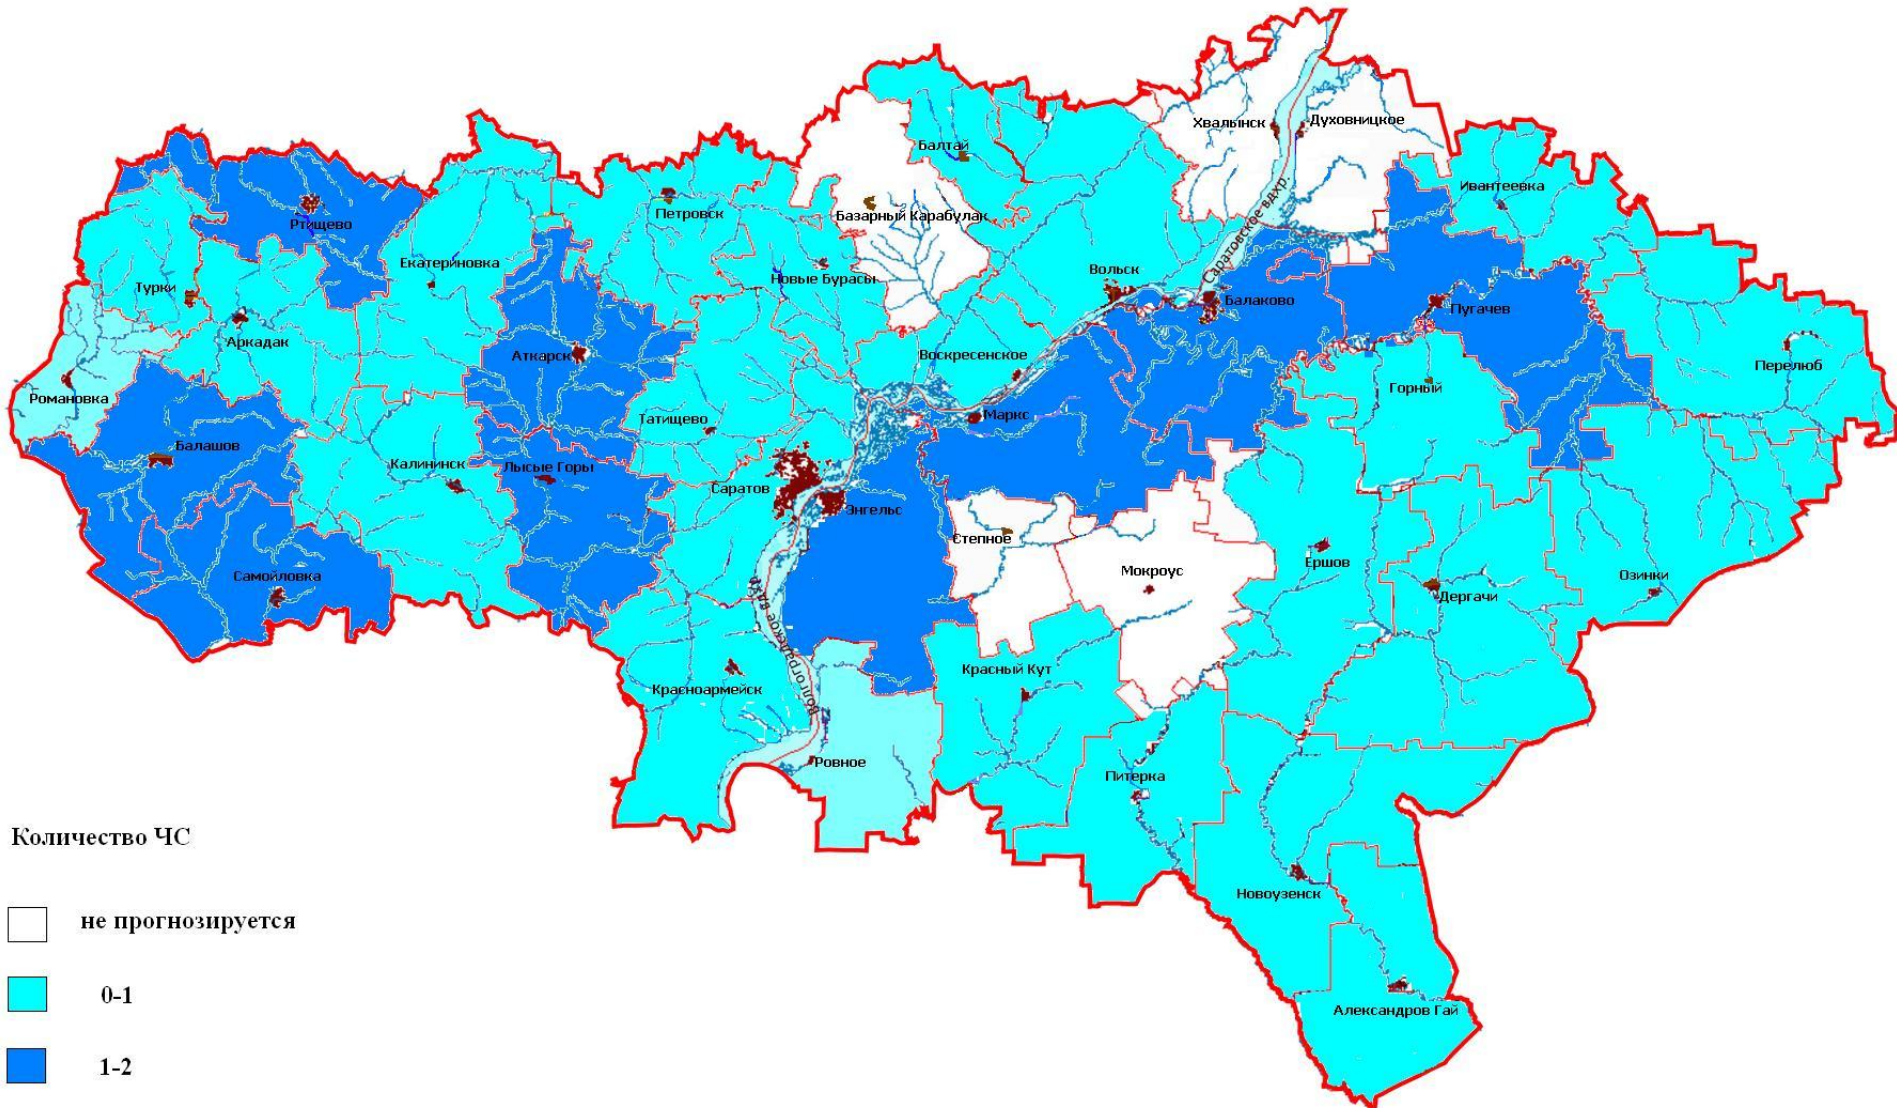 Хвалынск
Духовницкое
Балтай
Ивантеевка
Ртищево
Петровск
Базарный Карабулак
Саратовское вдхр.
Екатериновка
Новые Бурасы
Вольск
Турки
Балаково
Пугачев
Аркадак
Аткарск
Воскресенское
Перелюб
Романовка
Горный
Татищево
Маркс
Балашов
Калининск
Лысые Горы
Саратов
Энгельс
Степное
Мокроус
Ершов
Самойловка
Озинки
Дергачи
Волгоградское вдхр
Красный Кут
Красноармейск
Ровное
Питерка
Новоузенск
Александров Гай
Количество ЧС
не прогнозируется
0-1
1-2